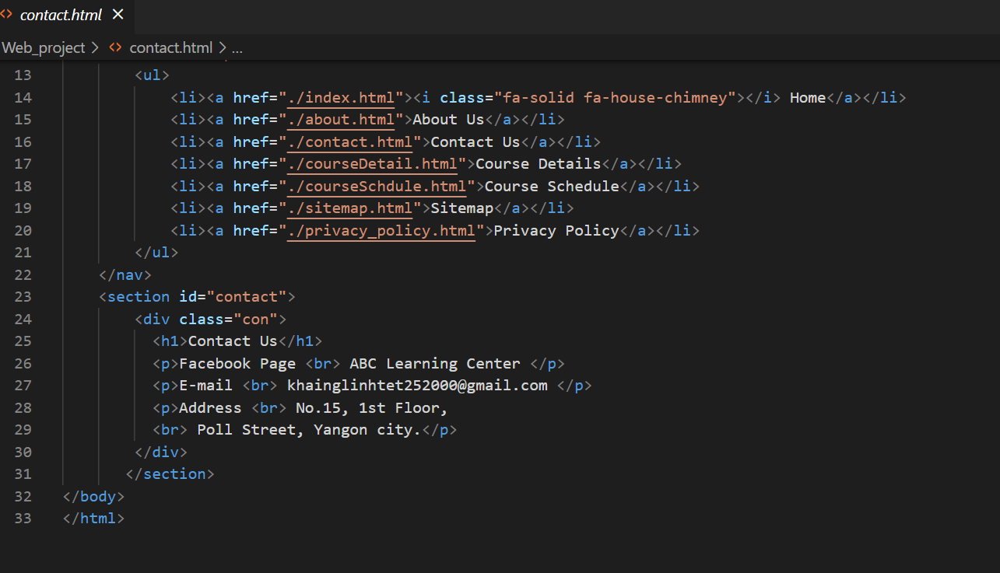 <> contact.html ×
Web_project > <> contact.html > ...
13 <ul>
14 <li><a href="./index.html"><i class="fa-solid fa-house-chimney"></i> Home</a></li>
15 <li><a href="./about.html">About Us</a></li>
16 <li><a href="./contact.html">Contact Us</a></li>
17 <li><a href="./courseDetail.html">Course Details</a></li>
18 <li><a href="./courseSchdule.html">Course Schedule</a></li>
19 <li><a href="./sitemap.html">Sitemap</a></li>
20 <li><a href="./privacy_policy.html">Privacy Policy</a></li>
21 </ul>
22 </nav>
23 <section id="contact">
24 <div class="con">
25 <h1>Contact Us</h1>
26 <p>Facebook Page <br> ABC Learning Center </p>
27 <p>E-mail <br> khainglinhtet252000@gmail.com </p>
28 <p>Address <br> No.15, 1st Floor,
29 <br> Poll Street, Yangon city.</p>
30 </div>
31 </section>
32 </body>
33 </html>